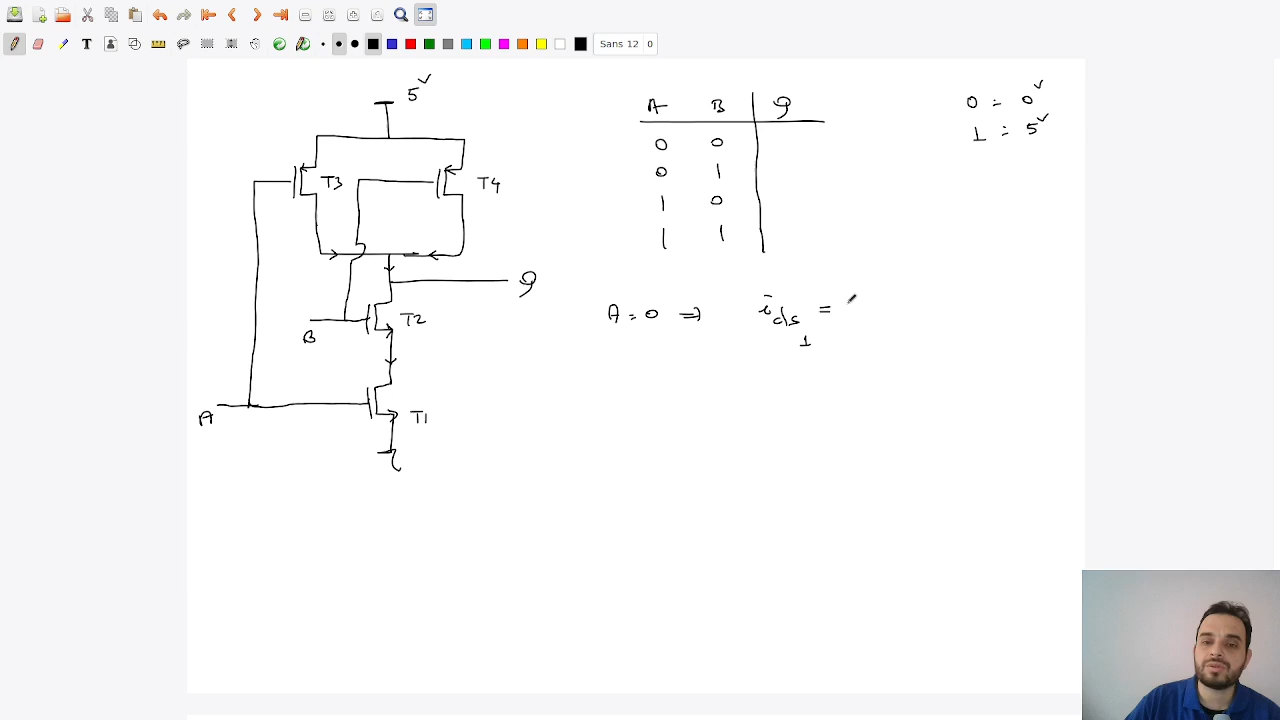 Sans 12 0
5V
T3
T4
Q
B
T2
A
T1
A B Q
0 0
0 1
1 0
1 1
0 = 0V
1 = 5V
A = 0 ⇒ ids1 =